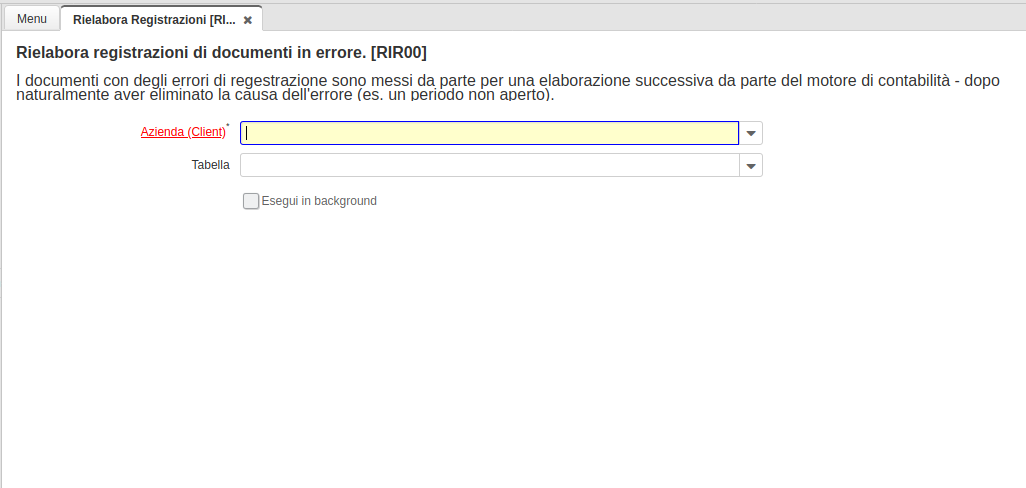 Menu
Rielabora Registrazioni [RI...
Rielabora registrazioni di documenti in errore. [RIR00]
I documenti con degli errori di regestrazione sono messi da parte per una elaborazione successiva da parte del motore di contabilità - dopo
naturalmente aver eliminato la causa dell'errore (es. un periodo non aperto).
Azienda (Client)*
Tabella
Esegui in background